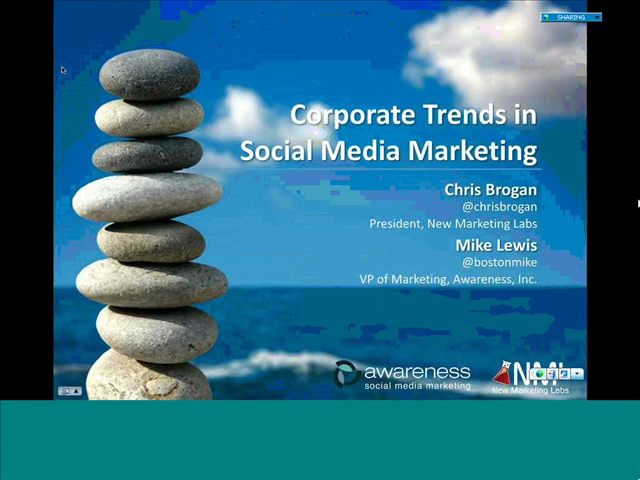 SHARING
Corporate Trends in
Social Media Marketing
Chris Brogan
@chrisbrogan
President, New Marketing Labs
Mike Lewis
@bostonmike
VP of Marketing, Awareness, Inc.
awareness
social media marketing
New Marketing Labs